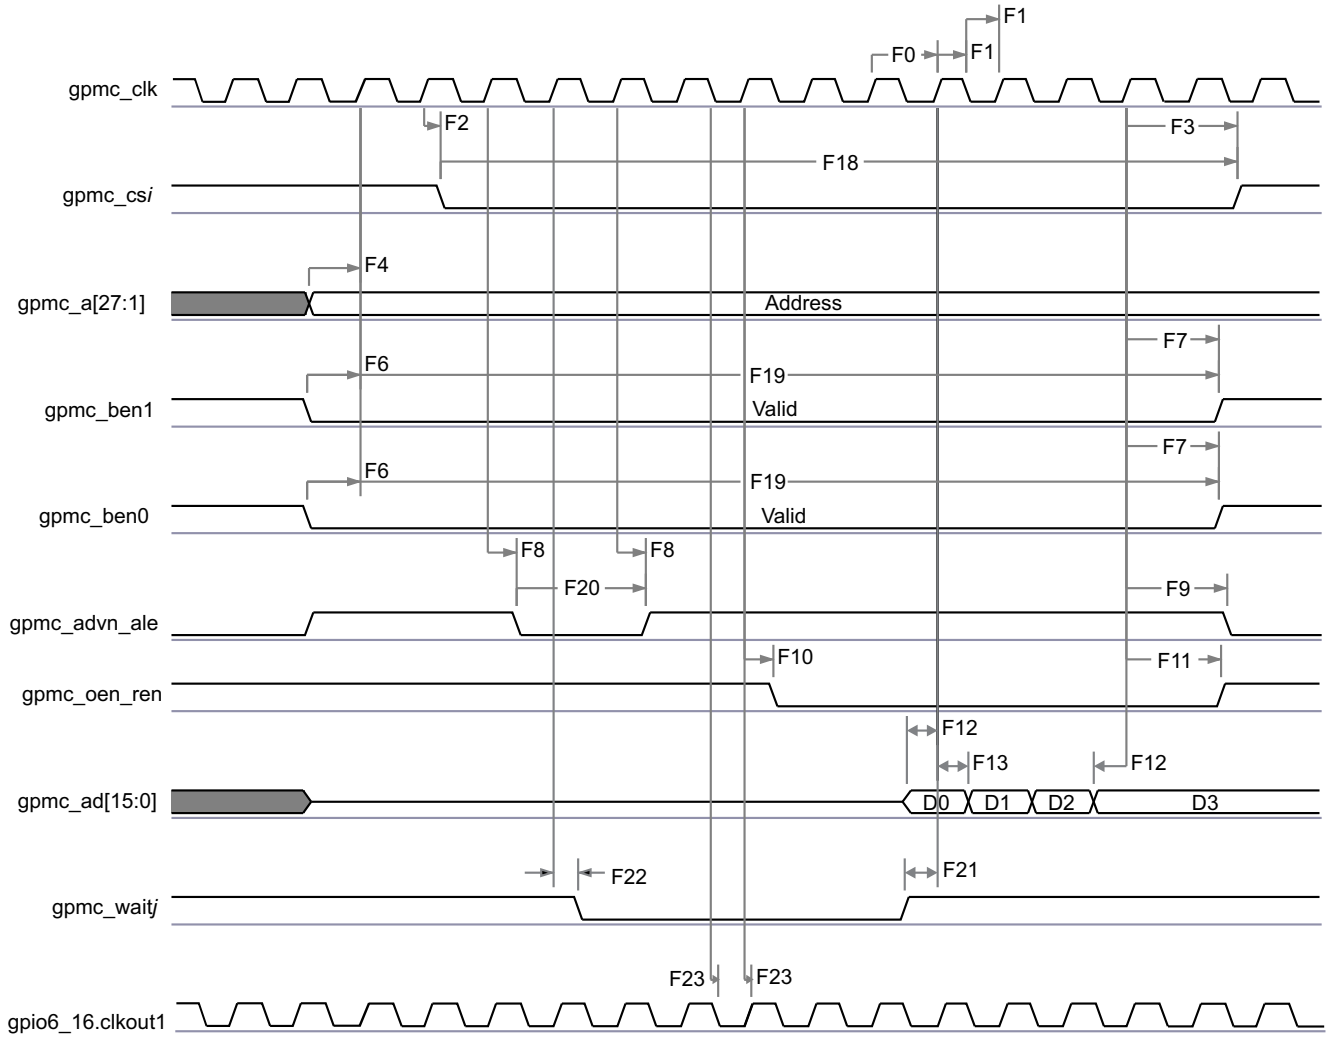 F1
F0 F1
gpmc_clk
F2 F3
F18
gpmc_csi
F4
gpmc_a[27:1] Address
F7
F6 F19
gpmc_ben1 Valid
F7
F6 F19
gpmc_ben0 Valid
F8 F8
F20 F9
gpmc_advn_ale
F10 F11
gpmc_oen_ren
F12
F13 F12
gpmc_ad[15:0] D0 D1 D2 D3
F22 F21
gpmc_waitj
F23 F23
gpio6_16.clkout1